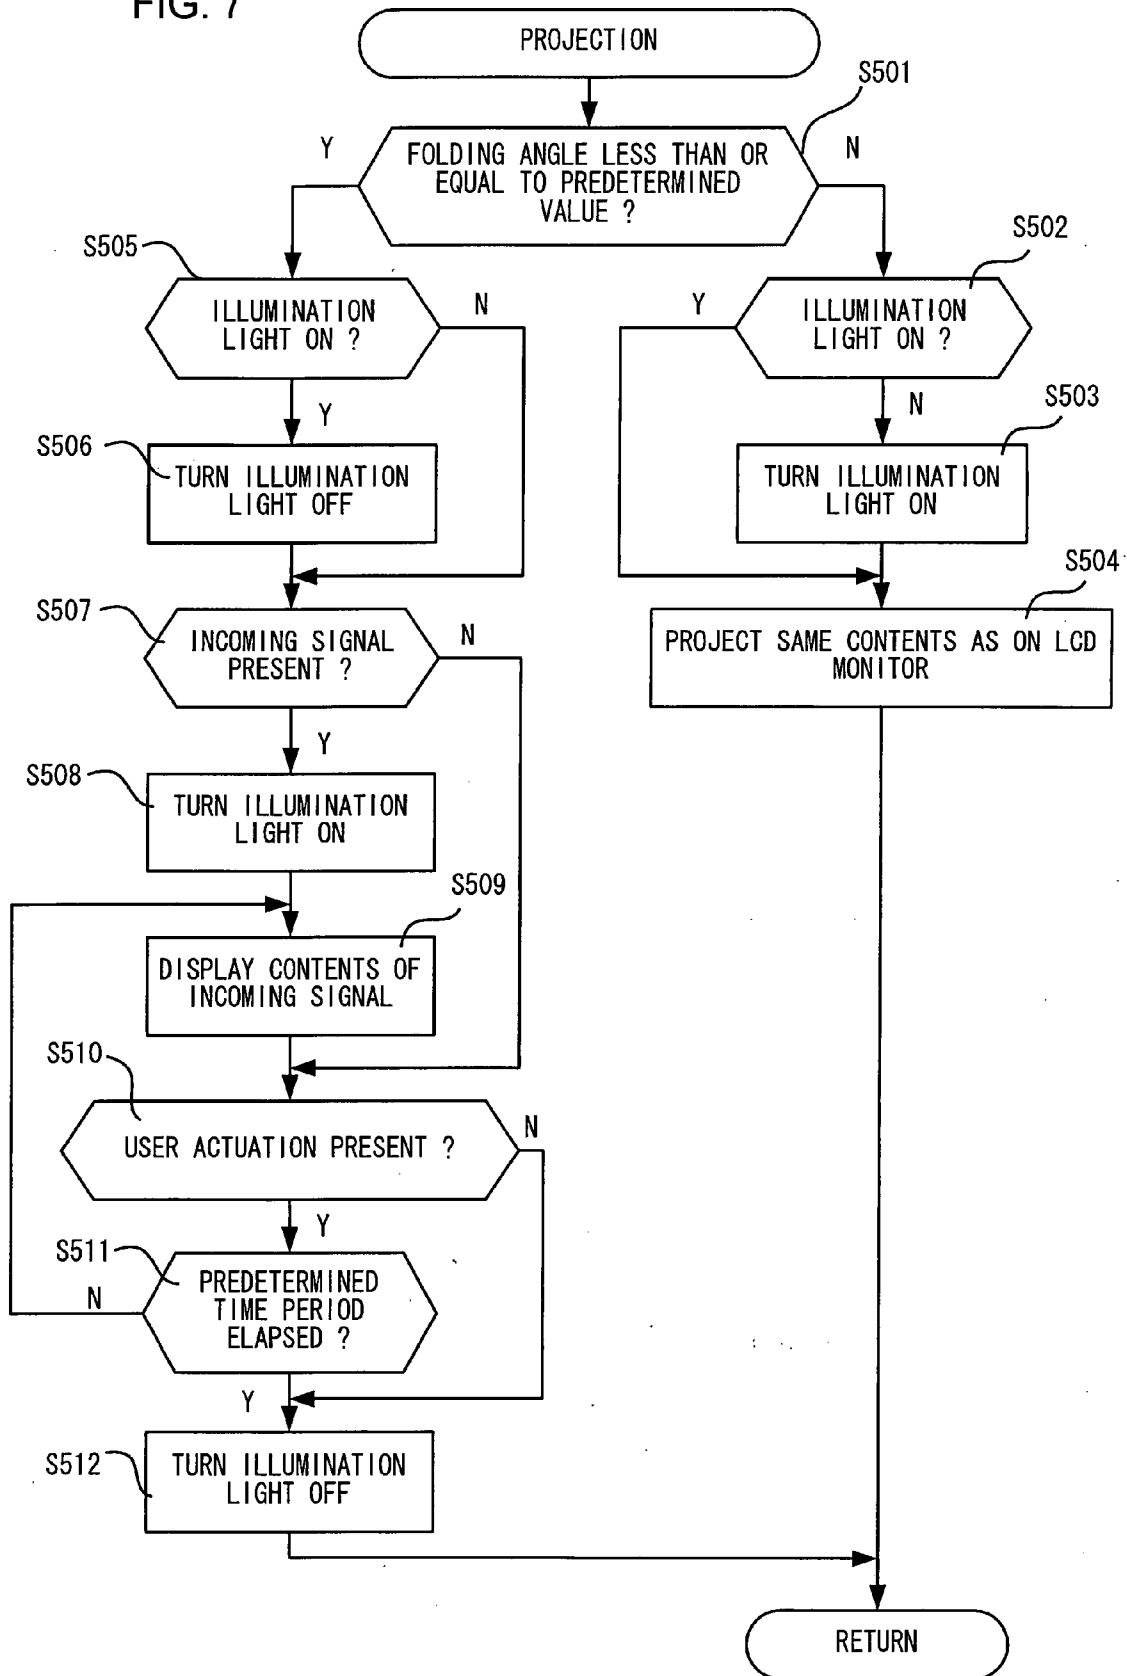 FIG. 7
PROJECTION
S501
Y
N
FOLDING ANGLE LESS THAN OR
EQUAL TO PREDETERMINED
VALUE ?
S505
S502
ILLUMINATION
LIGHT ON ?
N
Y
ILLUMINATION
LIGHT ON ?
Y
N
S506
S503
TURN ILLUMINATION
LIGHT OFF
TURN ILLUMINATION
LIGHT ON
S504
S507
INCOMING SIGNAL
PRESENT ?
N
PROJECT SAME CONTENTS AS ON LCD
MONITOR
Y
S508
TURN ILLUMINATION
LIGHT ON
S509
DISPLAY CONTENTS OF
INCOMING SIGNAL
S510
USER ACTUATION PRESENT ?
N
Y
S511
N
PREDETERMINED
TIME PERIOD
ELAPSED ?
Y
S512
TURN ILLUMINATION
LIGHT OFF
RETURN